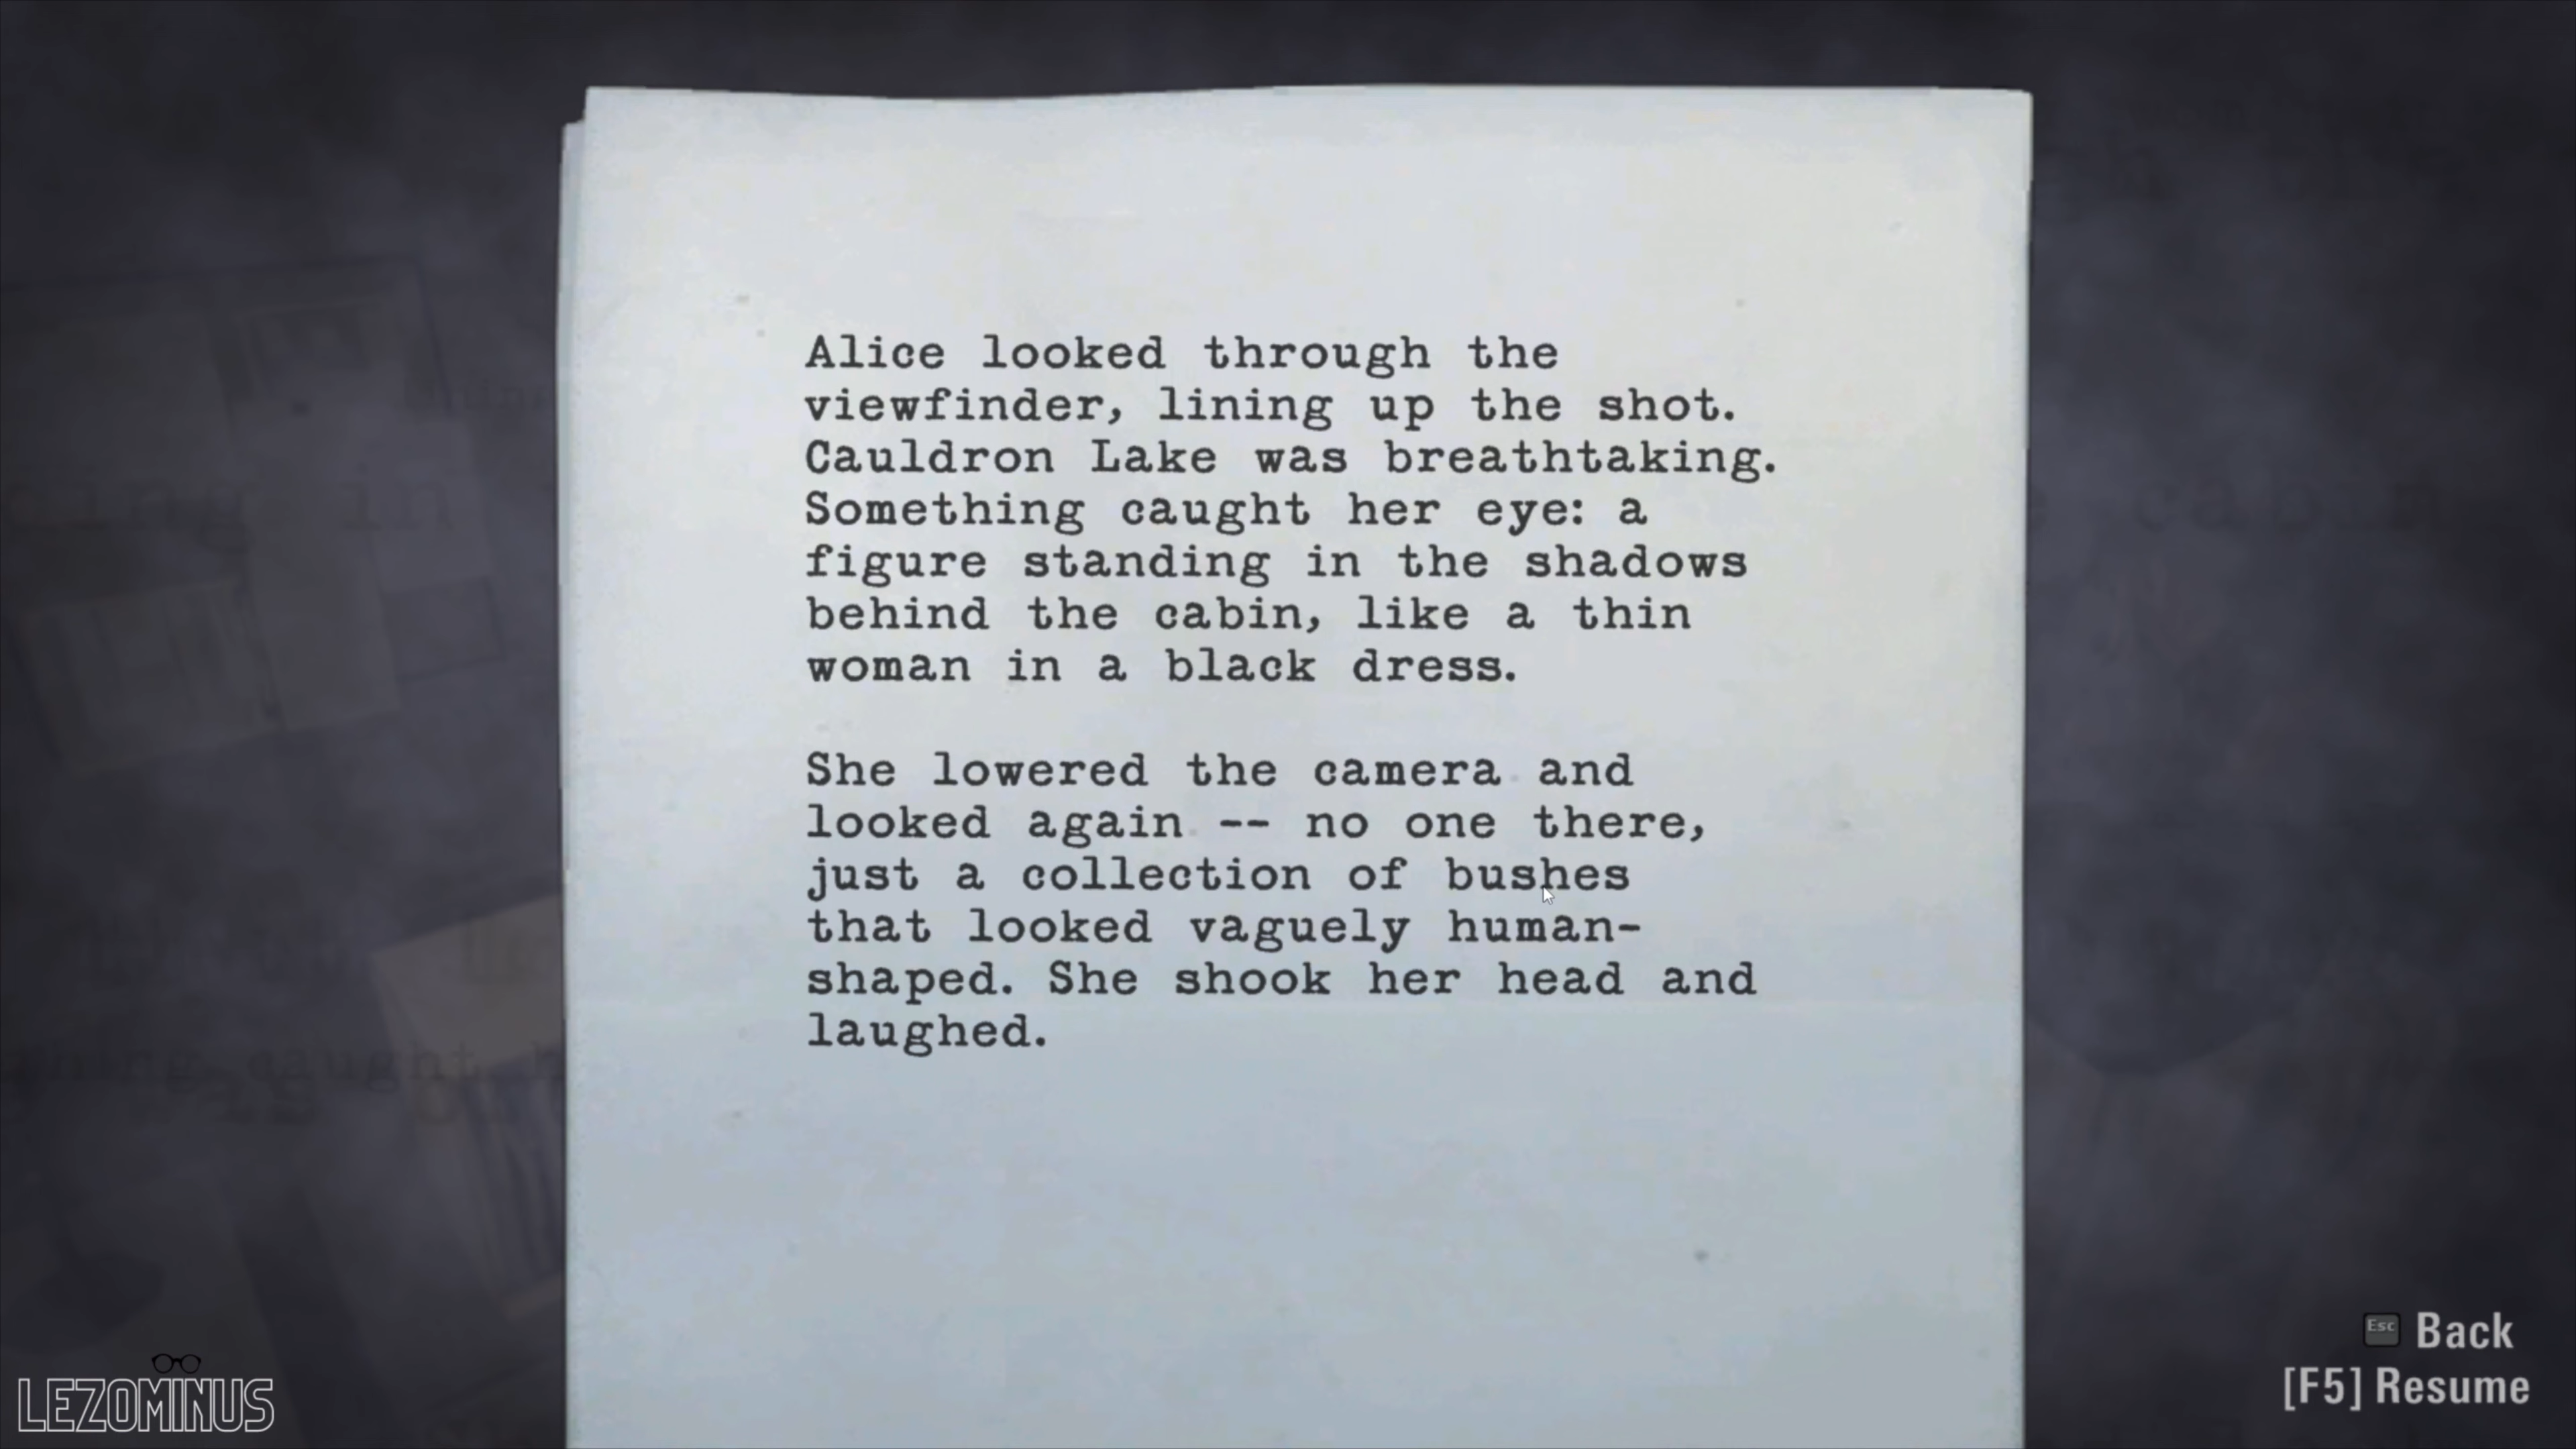 Alice looked through the
viewfinder, lining up the shot.
Cauldron Lake was breathtaking.
Something caught her eye: a
figure standing in the shadows
behind the cabin, like a thin
woman in a black dress.
She lowered the camera and
looked again -- no one there,
just a collection of bushes
that looked vaguely human-
shaped. She shook her head and
laughed.
Esc Back
[F5] Resume
LEZOMINUS